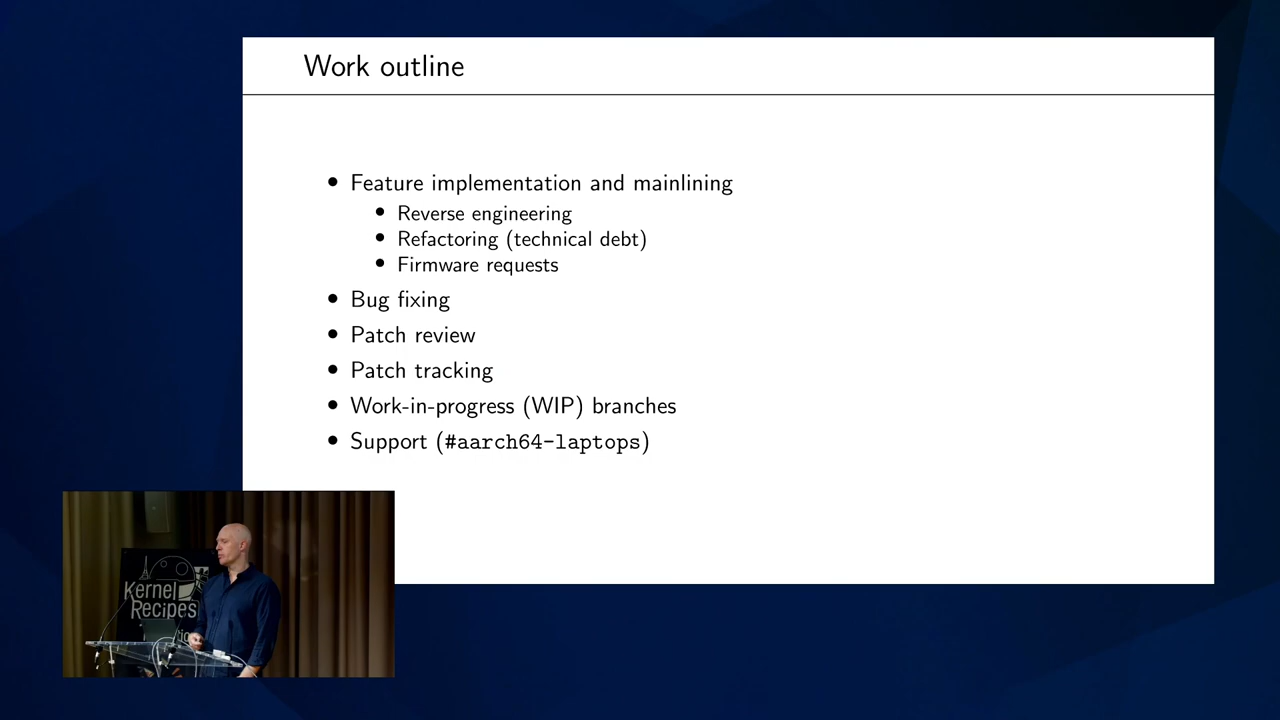 Work outline
• Feature implementation and mainlining
• Reverse engineering
• Refactoring (technical debt)
• Firmware requests
• Bug fixing
• Patch review
• Patch tracking
• Work-in-progress (WIP) branches
• Support (#aarch64-laptops)
Kernel
Recipes